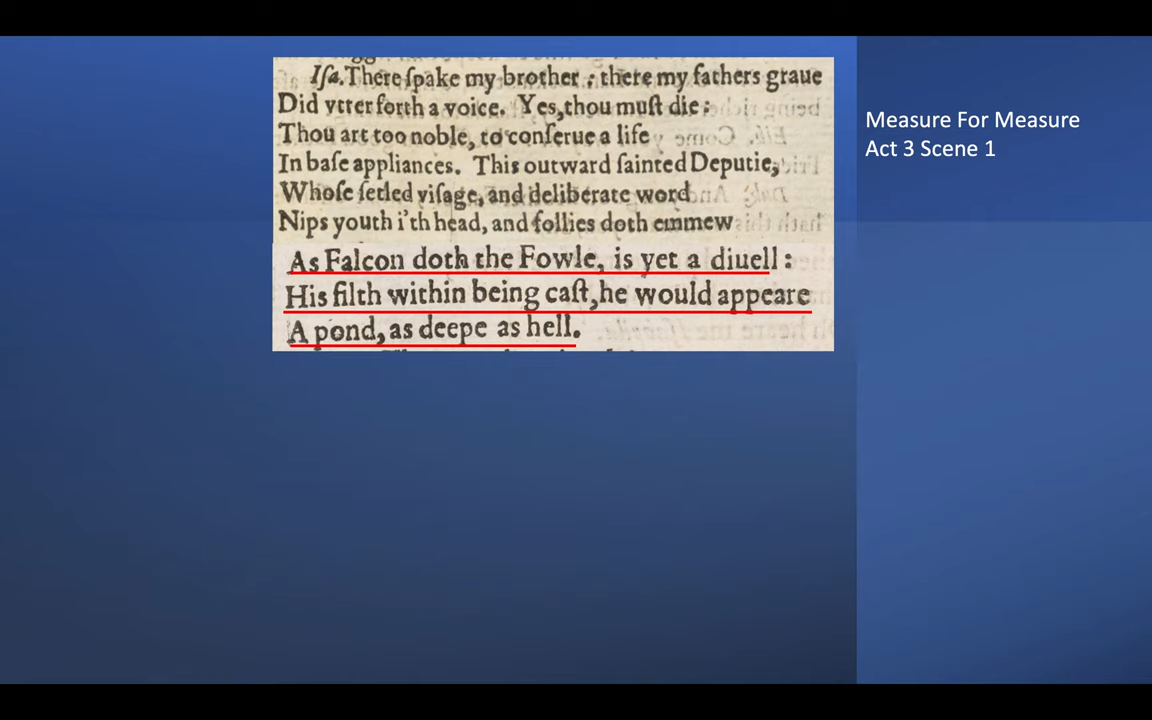 Iſa. There ſpake my brother : there my fathers graue
Did vtter forth a voice. Yes, thou muſt die :
Thou art too noble, to conſerue a life
In baſe appliances. This outward ſainted Deputie,
Whoſe ſetled viſage, and deliberate word
Nips youth i'th head, and follies doth emmew
As Falcon doth the Fowle, is yet a diuell :
His filth within being caſt, he would appeare
A pond, as deepe as hell.
Measure For Measure
Act 3 Scene 1